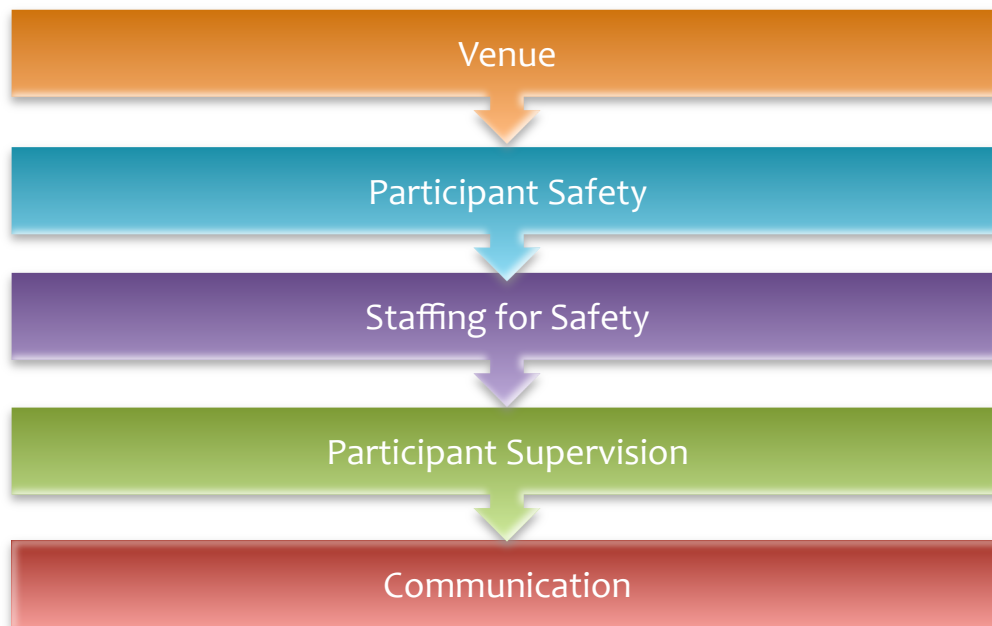 Venue
Participant Safety
Staffing for Safety
Participant Supervision
Communication